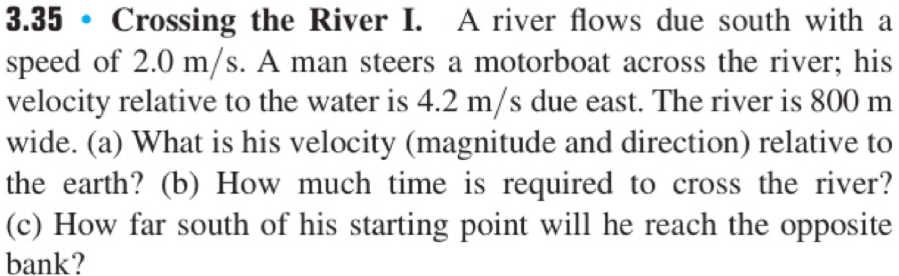 3.35 • Crossing the River I. A river flows due south with a
speed of 2.0 m/s. A man steers a motorboat across the river; his
velocity relative to the water is 4.2 m/s due east. The river is 800 m
wide. (a) What is his velocity (magnitude and direction) relative to
the earth? (b) How much time is required to cross the river?
(c) How far south of his starting point will he reach the opposite
bank?